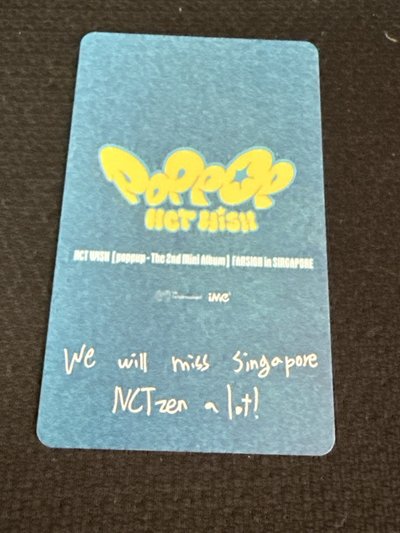 POPPOP
NCT WISH
NCT WISH [poppop - The 2nd Mini Album] FANSIGN in SINGAPORE
iMe
We will miss Singapore
NCTzen a lot!